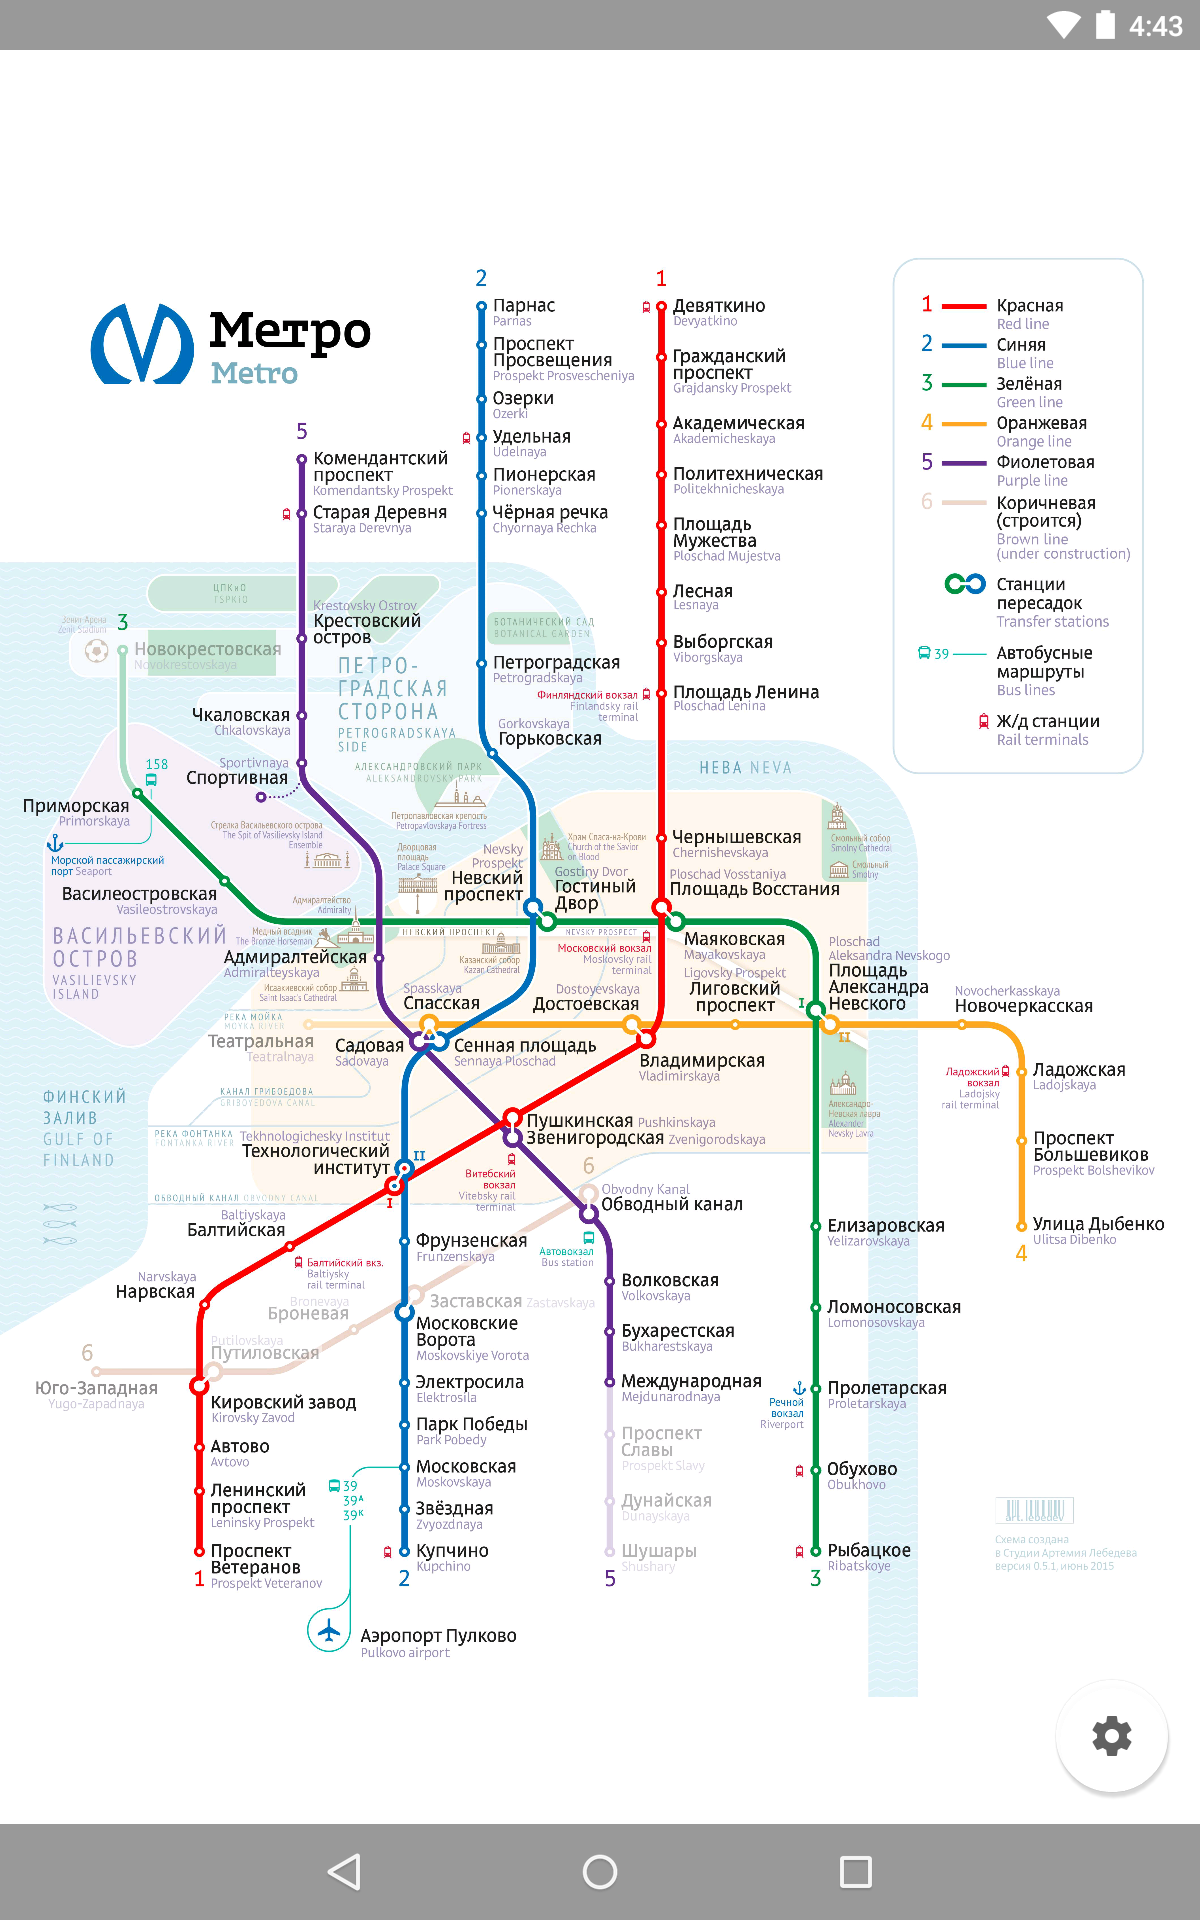 4:43
Метро
Metro
2
1
Парнас
Parnas
Проспект
Просвещения
Prospekt Prosvescheniya
Озерки
Ozerki
Удельная
Udelnaya
Пионерская
Pionerskaya
Чёрная речка
Chyornaya Rechka
Девяткино
Devyatkino
Гражданский
проспект
Grajdansky Prospekt
Академическая
Akademicheskaya
Политехническая
Politekhnicheskaya
Площадь
Мужества
Ploschad Mujestva
Лесная
Lesnaya
Выборгская
Viborgskaya
Площадь Ленина
Ploschad Lenina
Финляндский вокзал
Finlandsky rail
terminal
1 Красная
Red line
2 Синяя
Blue line
3 Зелёная
Green line
4 Оранжевая
Orange line
5 Фиолетовая
Purple line
6 Коричневая
(строится)
Brown line
(under construction)
Станции
пересадок
Transfer stations
39 Автобусные
маршруты
Bus lines
Ж/д станции
Rail terminals
5
Комендантский
проспект
Komendantsky Prospekt
Старая Деревня
Staraya Derevnya
ЦПКиО
TSPKIO
Krestovsky Ostrov
Крестовский
остров
БОТАНИЧЕСКИЙ САД
BOTANICAL GARDEN
Зенит Арена
Zenit Stadium
3
Новокрестовская
Novokrestovskaya
ПЕТРО-
ГРАДСКАЯ
СТОРОНА
PETROGRADSKAYA
SIDE
Петроградская
Petrogradskaya
Gorkovskaya
Горьковская
Чкаловская
Chkalovskaya
Sportivnaya
Спортивная
АЛЕКСАНДРОВСКИЙ ПАРК
ALEKSANDROVSKY PARK
НЕВА NEVA
158
Приморская
Primorskaya
Морской пассажирский
порт Seaport
Стрелка Васильевского острова
The Spit of Vasilievsky Island
Ensemble
Петропавловская крепость
Petropavlovskaya Fortress
Дворцовая
площадь
Palace Square
Nevsky
Prospekt
Невский
проспект
Храм Спаса-на-Крови
Church of the Savior
on Blood
Gostiny Dvor
Гостиный
Двор
Чернышевская
Chernishevskaya
Ploschad Vosstaniya
Площадь Восстания
Смольный собор
Smolny Cathedral
Смольный
Smolny
Василеостровская
Vasileostrovskaya
ВАСИЛЬЕВСКИЙ
ОСТРОВ
VASILIEVSKY
ISLAND
Адмиралтейство
Admiralty
Медный всадник
The Bronze Horseman
Адмиралтейская
Admiralteyskaya
Исаакиевский собор
Saint Isaac's Cathedral
НЕВСКИЙ ПРОСПЕКТ
NEVSKY PROSPECT
Казанский собор
Kazan Cathedral
Московский вокзал
Moskovsky rail
terminal
Маяковская
Mayakovskaya
Ligovsky Prospekt
Лиговский
проспект
Ploschad
Aleksandra Nevskogo
Площадь
Александра
Невского
I
II
Novocherkasskaya
Новочеркасская
Spasskaya
Спасская
Dostoyevskaya
Достоевская
РЕКА МОЙКА
MOYKA RIVER
Театральная
Teatralnaya
Садовая
Sadovaya
Сенная площадь
Sennaya Ploschad
Владимирская
Vladimirskaya
Ладожский
вокзал
Ladojsky
rail terminal
Ладожская
Ladojskaya
КАНАЛ ГРИБОЕДОВА
GRIBOYEDOVA CANAL
Александро-
Невская лавра
Alexander
Nevsky Lavra
ФИНСКИЙ
ЗАЛИВ
GULF OF
FINLAND
РЕКА ФОНТАНКА
FONTANKA RIVER
Tekhnologichesky Institut
Технологический
институт
II
I
Пушкинская Pushkinskaya
Звенигородская Zvenigorodskaya
Витебский
вокзал
Vitebsky rail
terminal
Проспект
Большевиков
Prospekt Bolshevikov
6
Obvodny Kanal
Обводный канал
ОБВОДНЫЙ КАНАЛ OBVODNY CANAL
Baltiyskaya
Балтийская
Балтийский вкз.
Baltiysky
rail terminal
Фрунзенская
Frunzenskaya
Автовокзал
Bus station
Елизаровская
Yelizarovskaya
Улица Дыбенко
Ulitsa Dibenko
4
Narvskaya
Нарвская
Bronevaya
Броневая
Заставская Zastavskaya
Волковская
Volkovskaya
Московские
Ворота
Moskovskiye Vorota
Бухарестская
Bukharestskaya
Ломоносовская
Lomonosovskaya
6
Юго-Западная
Yugo-Zapadnaya
Putilovskaya
Путиловская
Кировский завод
Kirovsky Zavod
Электросила
Elektrosila
Международная
Mejdunarodnaya
Речной
вокзал
Riverport
Пролетарская
Proletarskaya
Автово
Avtovo
Парк Победы
Park Pobedy
Проспект
Славы
Prospekt Slavy
39
39А
39К
Московская
Moskovskaya
Обухово
Obukhovo
Ленинский
проспект
Leninsky Prospekt
Звёздная
Zvyozdnaya
Дунайская
Dunayskaya
Проспект
Ветеранов
Prospekt Veteranov
1
Купчино
Kupchino
2
Шушары
Shushary
5
Рыбацкое
Ribatskoye
3
Схема создана
в Студии Артемия Лебедева
версия 0.5.1, июнь 2015
Аэропорт Пулково
Pulkovo airport